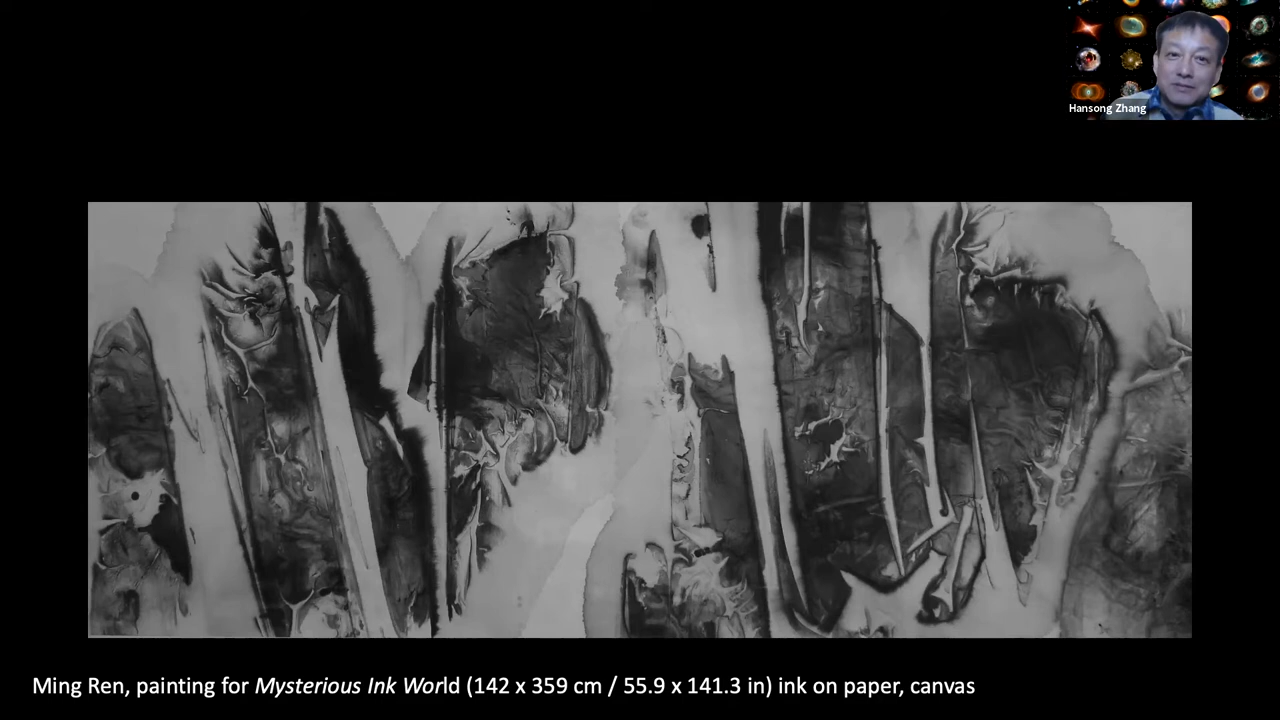 Hansong Zhang
Ming Ren, painting for Mysterious Ink World (142 x 359 cm / 55.9 x 141.3 in) ink on paper, canvas